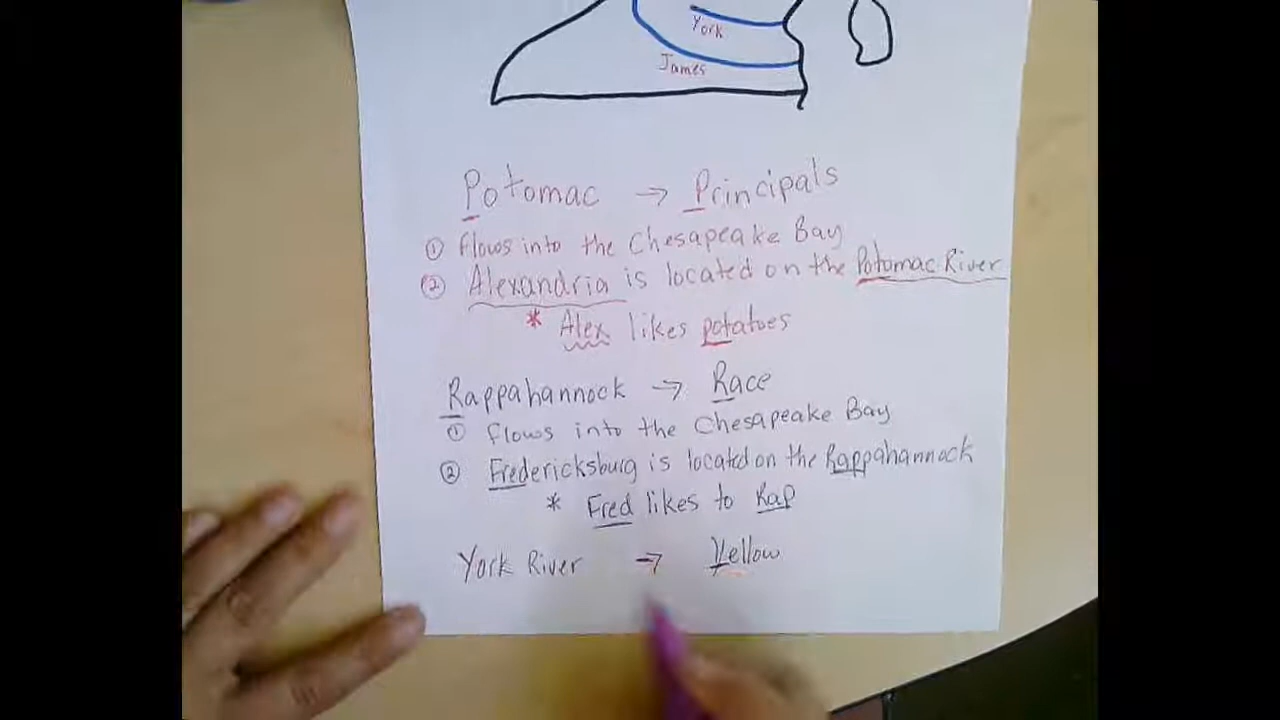 York
James
Potomac → Principals
① flows into the Chesapeake Bay
② Alexandria is located on the Potomac River
* Alex likes potatoes
Rappahannock → Race
① flows into the Chesapeake Bay
② Fredericksburg is located on the Rappahannock
* Fred likes to Rap
York River → Yellow